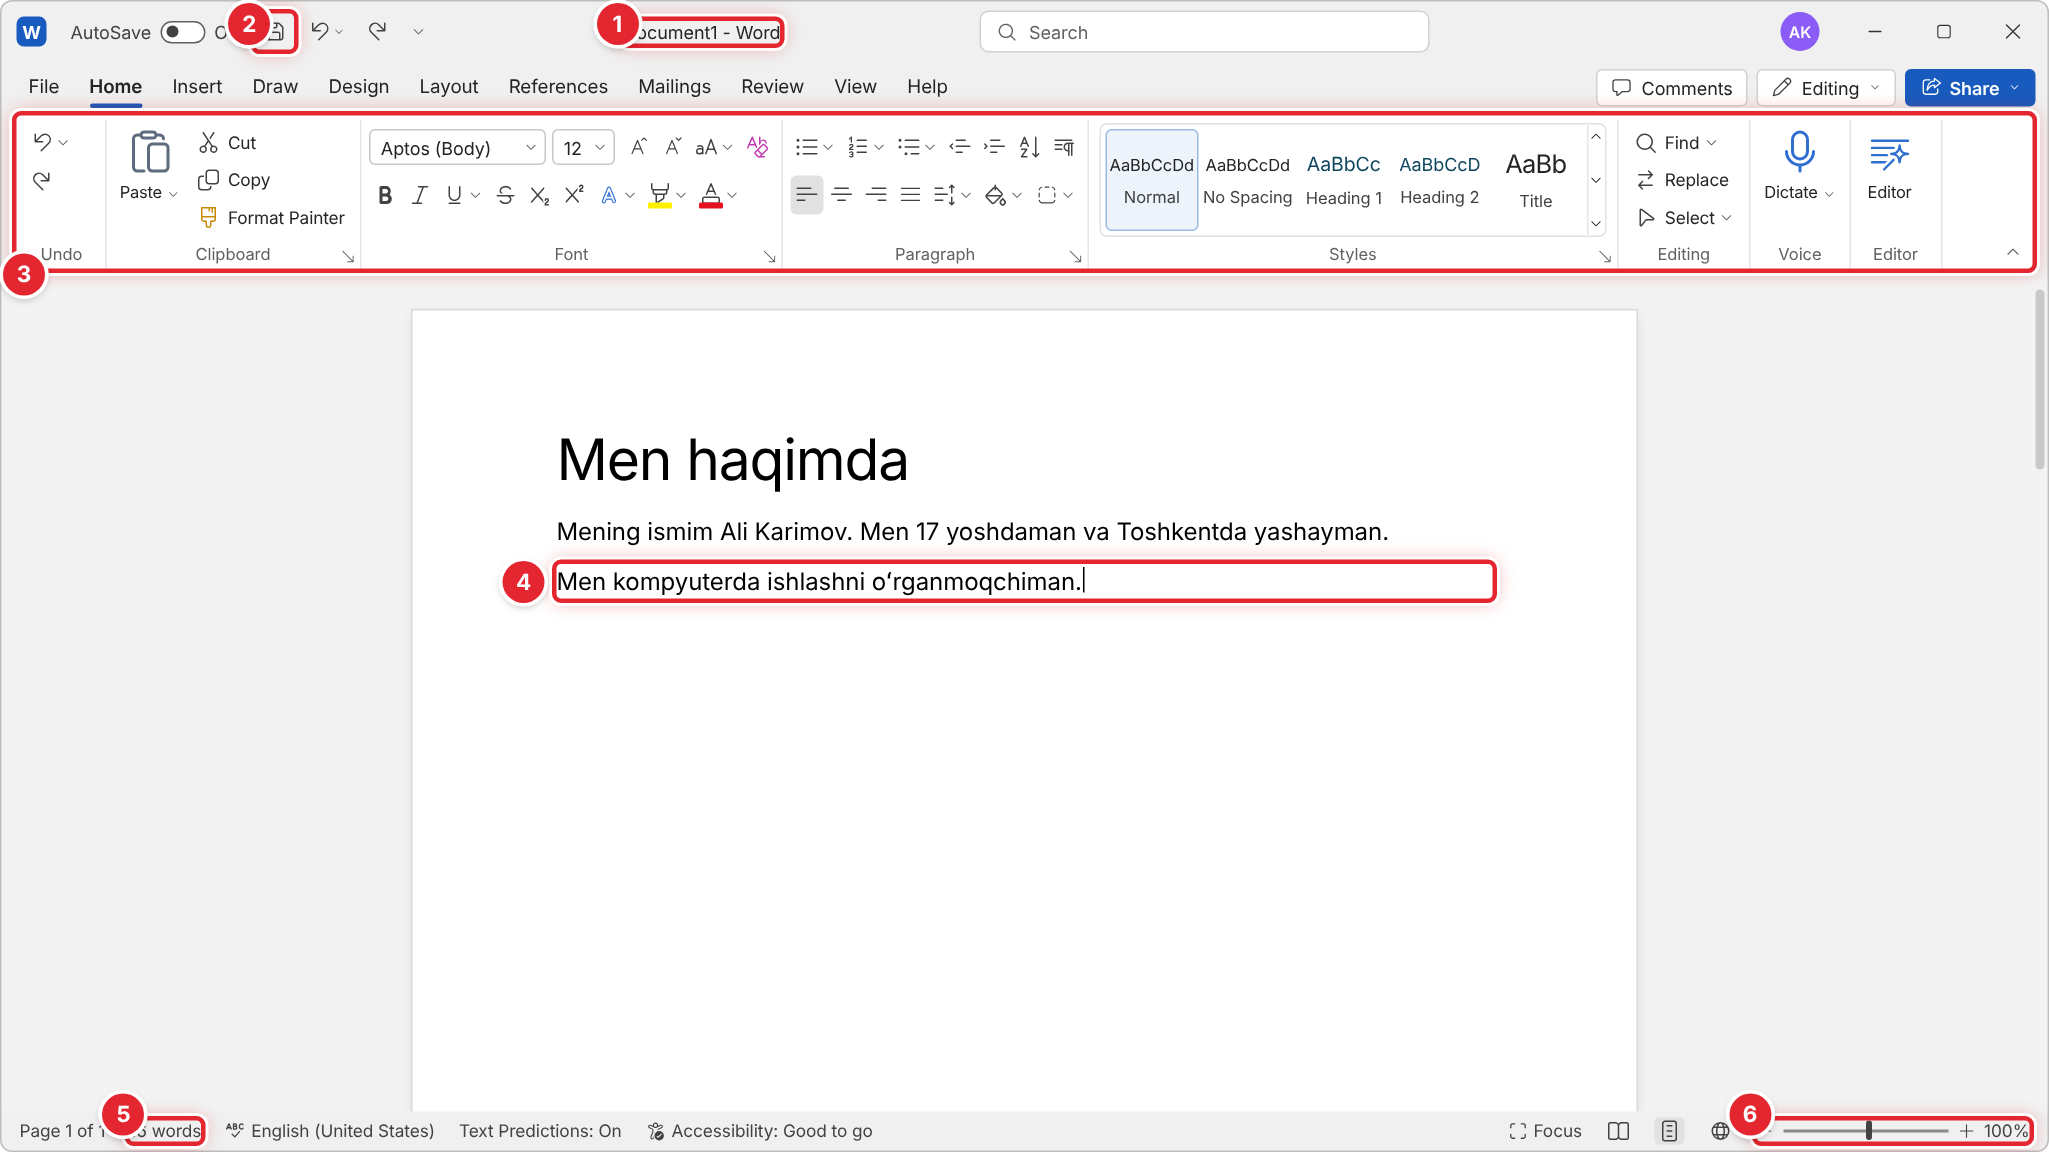 W AutoSave 2 1 ocument1 - Word Search AK
File Home Insert Draw Design Layout References Mailings Review View Help Comments Editing Share
Paste Cut Copy Format Painter
Aptos (Body) 12
AaBbCcDd AaBbCcDd AaBbCc AaBbCcD AaBb
Normal No Spacing Heading 1 Heading 2 Title
Find Replace Select
Dictate Editor
Undo Clipboard Font Paragraph Styles Editing Voice Editor
3
Men haqimda
Mening ismim Ali Karimov. Men 17 yoshdaman va Toshkentda yashayman.
4 Men kompyuterda ishlashni oʻrganmoqchiman.
5 6
Page 1 of words English (United States) Text Predictions: On Accessibility: Good to go Focus 100%